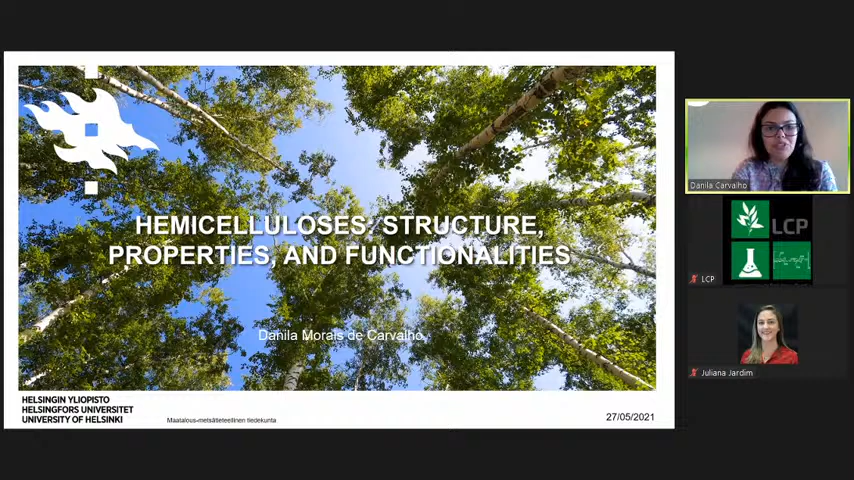 HEMICELLULOSES: STRUCTURE,
PROPERTIES, AND FUNCTIONALITIES
Danila Morais de Carvalho
HELSINGIN YLIOPISTO
HELSINGFORS UNIVERSITET
UNIVERSITY OF HELSINKI
Maatalous-metsätieteellinen tiedekunta
27/05/2021
Danila Carvalho
LCP
LCP
Juliana Jardim